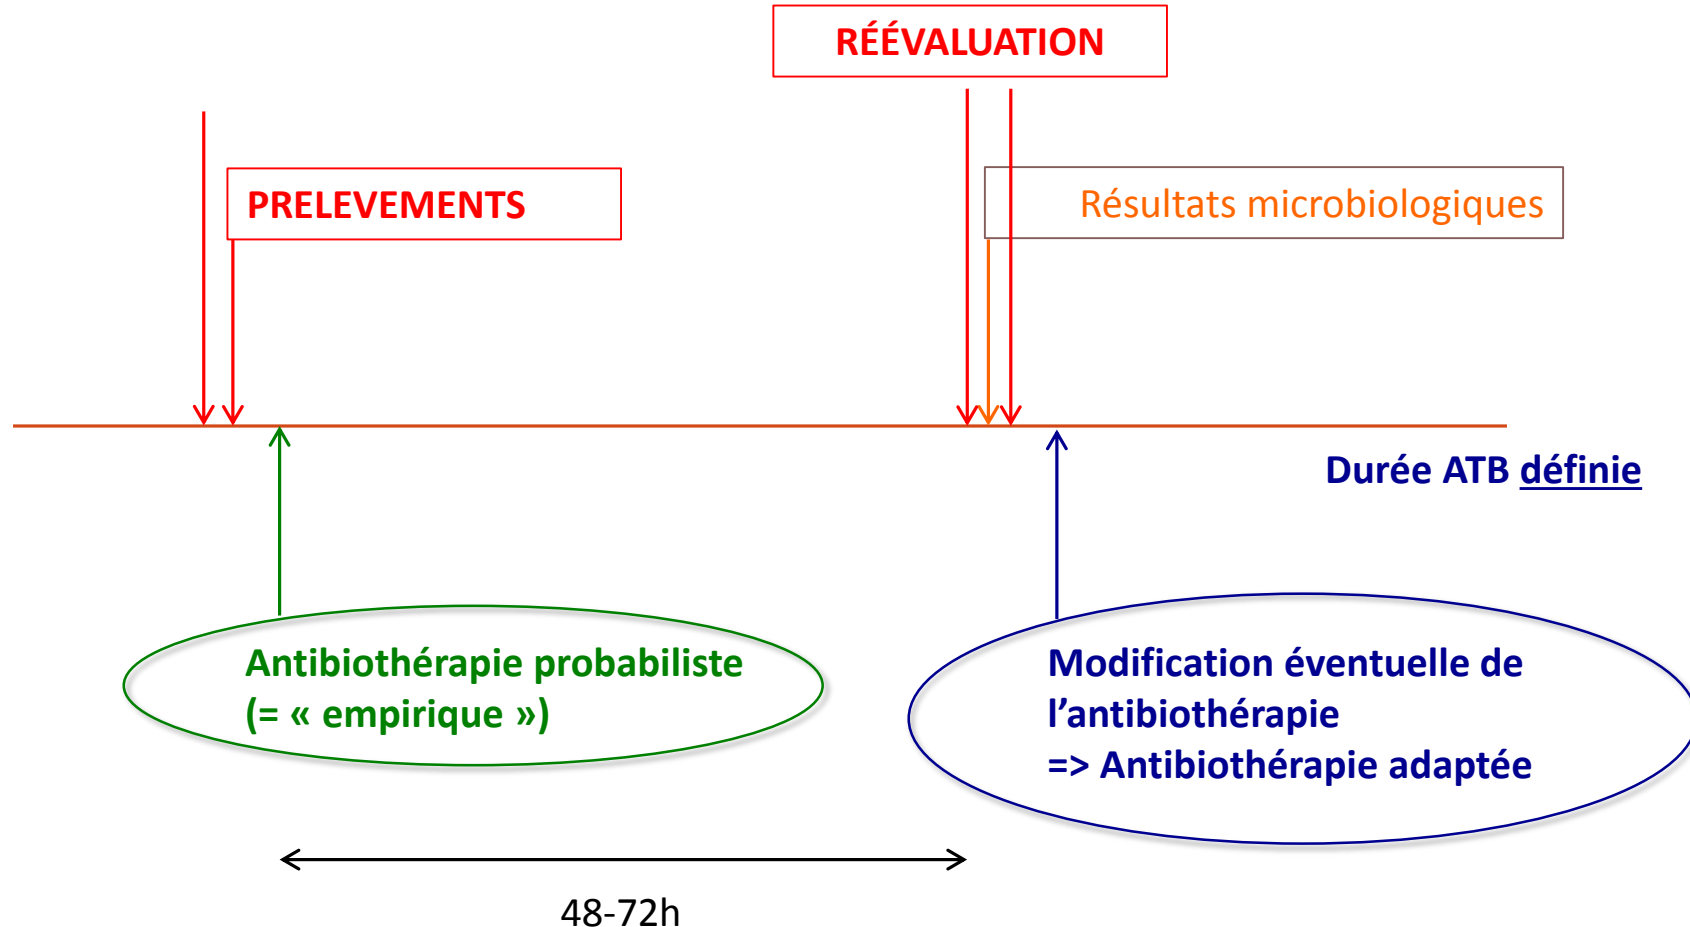 RÉÉVALUATION
PRELEVEMENTS
Résultats microbiologiques
Durée ATB définie
Antibiothérapie probabiliste
(= « empirique »)
Modification éventuelle de
l’antibiothérapie
=> Antibiothérapie adaptée
48-72h